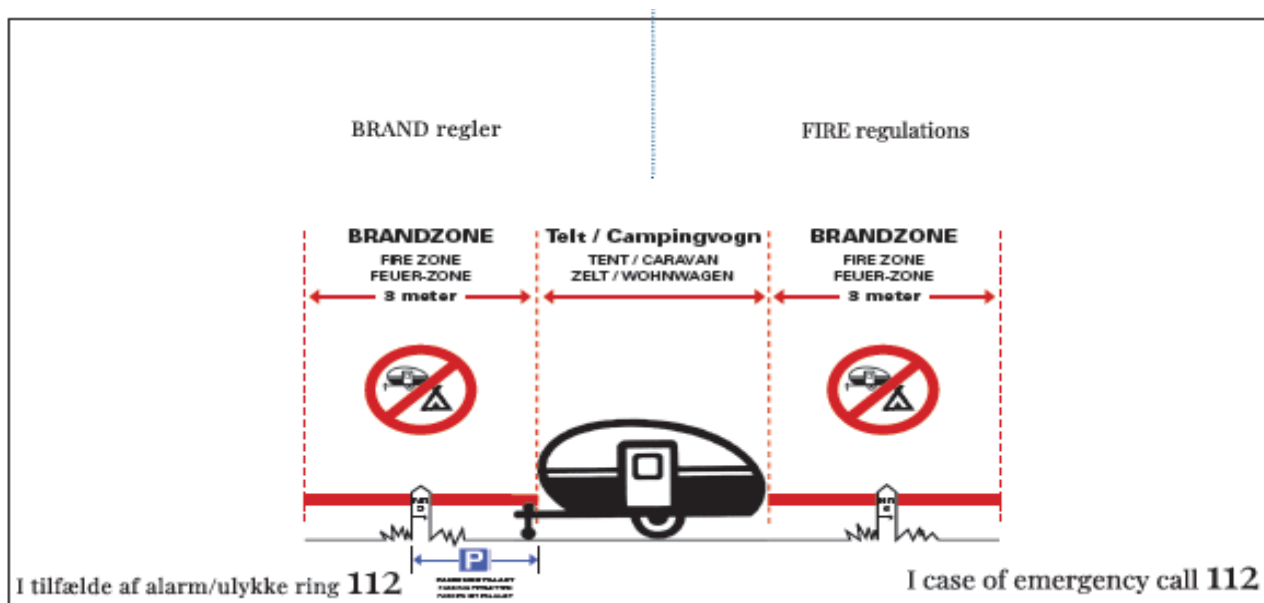 BRAND regler
FIRE regulations
BRANDZONE
FIRE ZONE
FEUER-ZONE
3 meter
Telt / Campingvogn
TENT / CARAVAN
ZELT / WOHNWAGEN
BRANDZONE
FIRE ZONE
FEUER-ZONE
3 meter
P
I tilfælde af alarm/ulykke ring 112
I case of emergency call 112